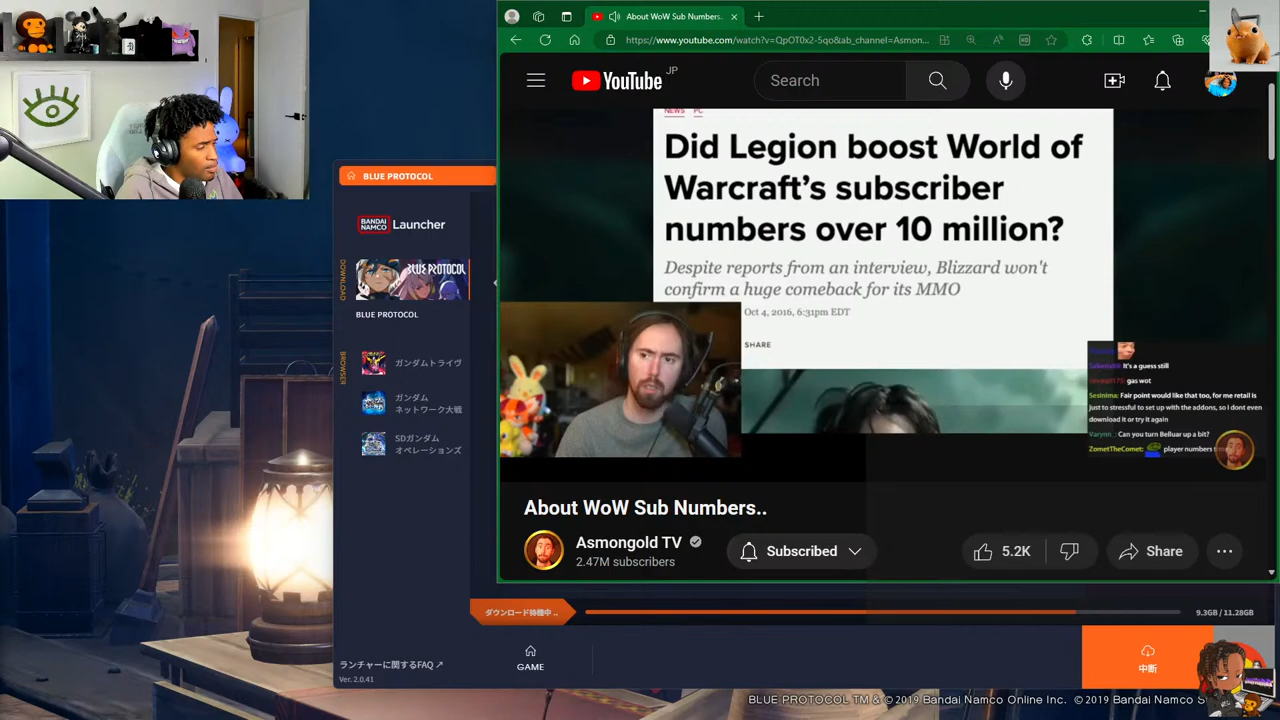 About WoW Sub Numbers..
https://www.youtube.com/watch?v=QpOT0x2-5qo&ab_channel=Asmon...
YouTube JP
Search
NEWS PC
Did Legion boost World of
Warcraft's subscriber
numbers over 10 million?
Despite reports from an interview, Blizzard won't
confirm a huge comeback for its MMO
Oct 4, 2016, 6:31pm EDT
SHARE
It's a guess still
gas wot
Sesinima: Fair point would like that too, for me retail is
just to stressful to set up with the addons, so I dont even
download it or try it again
Can you turn Belluar up a bit?
ZometTheComet: player numbers
About WoW Sub Numbers..
Asmongold TV
2.47M subscribers
Subscribed
5.2K
Share
BLUE PROTOCOL
BANDAI NAMCO Launcher
DOWNLOAD
BLUE PROTOCOL
BLUE PROTOCOL
BROWSER
ガンダムトライヴ
ガンダム
ネットワーク大戦
SDガンダム
オペレーションズ
ダウンロード待機中 ..
9.3GB / 11.28GB
ランチャーに関するFAQ
Ver. 2.0.41
GAME
中断
BLUE PROTOCOL TM & ©2019 Bandai Namco Online Inc. ©2019 Bandai Namco S